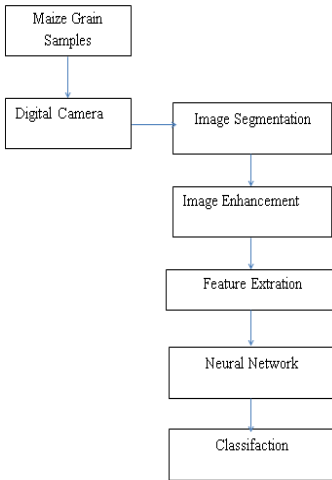 Maize Grain
Samples
Digital Camera
Image Segmentation
Image Enhancement
Feature Extration
Neural Network
Classifaction